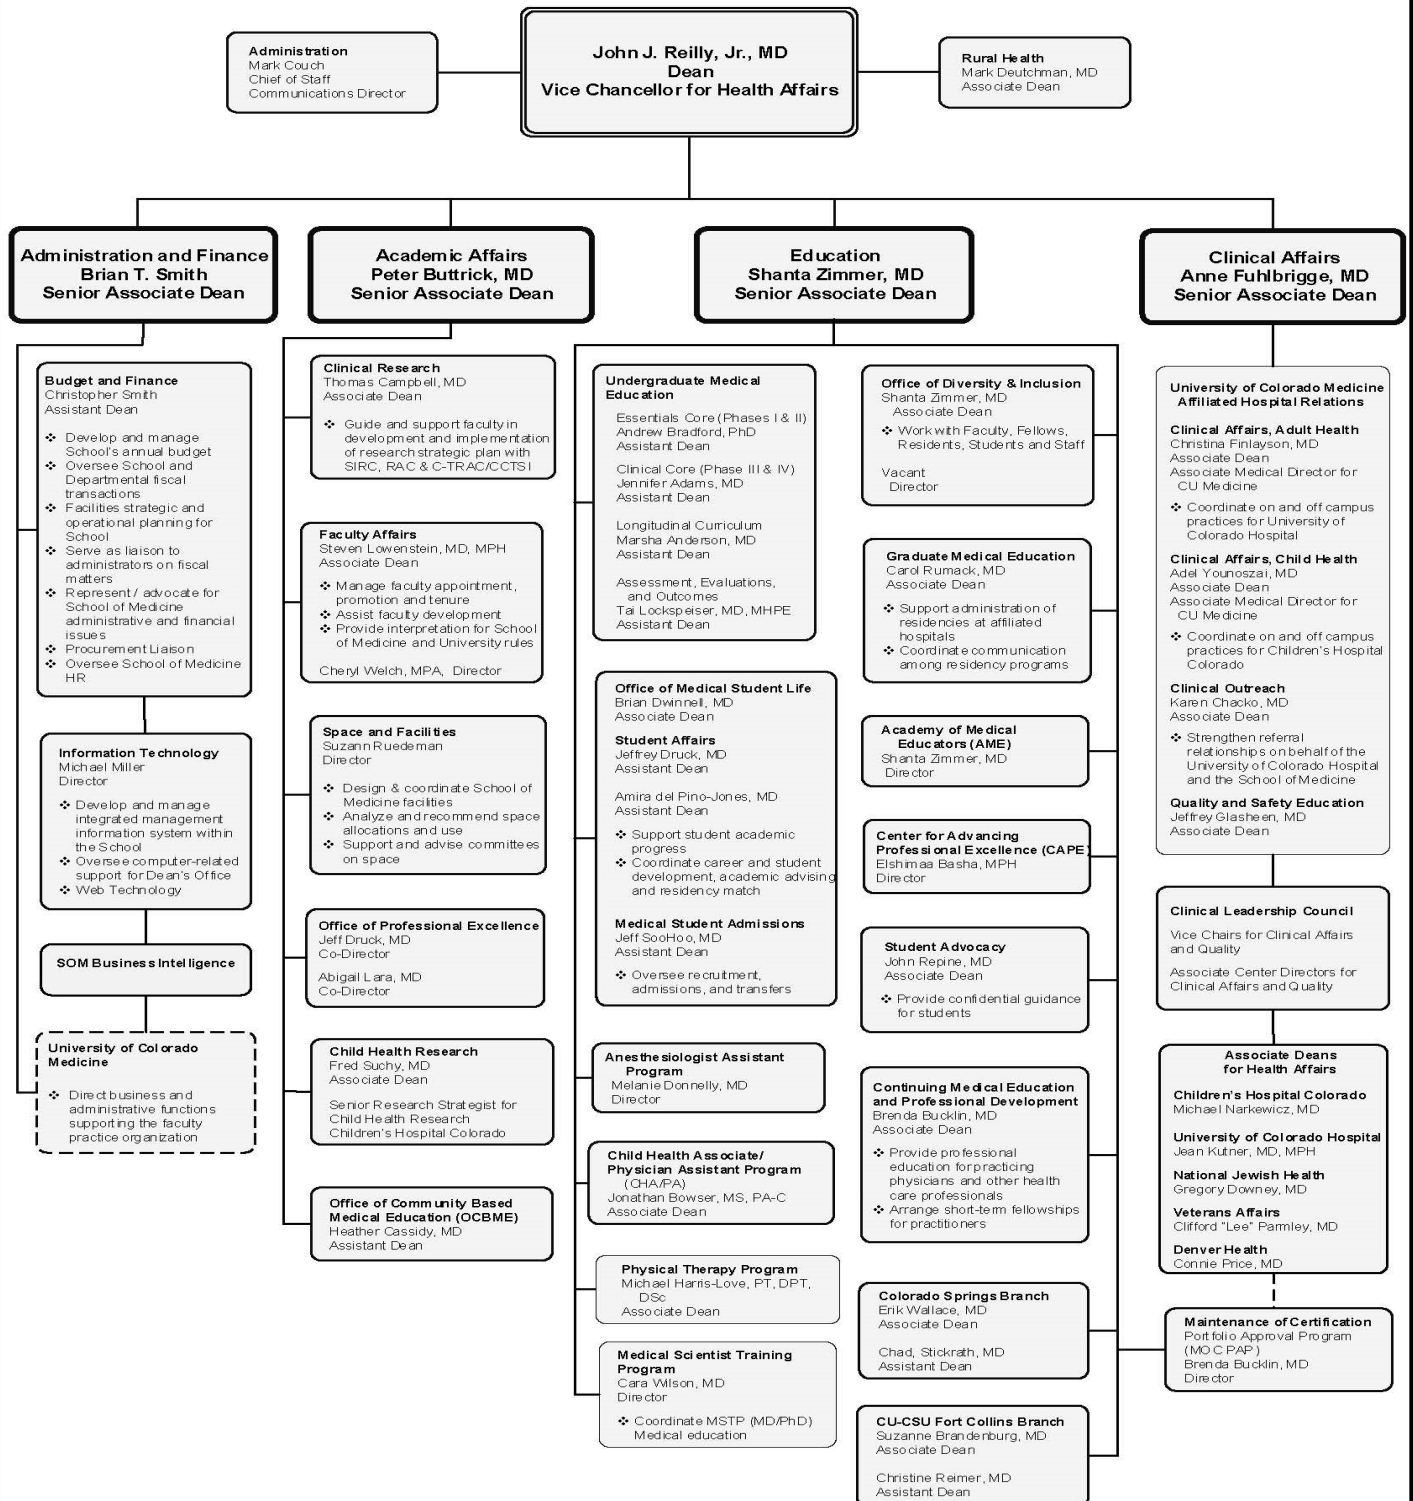 Administration
Mark Couch
Chief of Staff
Communications Director
John J. Reilly, Jr., MD
Dean
Vice Chancellor for Health Affairs
Rural Health
Mark Deutchman, MD
Associate Dean
Administration and Finance
Brian T. Smith
Senior Associate Dean
Academic Affairs
Peter Buttrick, MD
Senior Associate Dean
Education
Shanta Zimmer, MD
Senior Associate Dean
Clinical Affairs
Anne Fuhlbrigge, MD
Senior Associate Dean
Budget and Finance
Christopher Smith
Assistant Dean
❖ Develop and manage
School's annual budget
❖ Oversee School and
Departmental fiscal
transactions
❖ Facilities strategic and
operational planning for
School
❖ Serve as liaison to
administrators on fiscal
matters
❖ Represent / advocate for
School of Medicine
administrative and financial
issues
❖ Procurement Liaison
❖ Oversee School of Medicine
HR
Information Technology
Michael Miller
Director
❖ Develop and manage
integrated management
information system within
the School
❖ Oversee computer-related
support for Dean's Office
❖ Web Technology
SOM Business Intelligence
University of Colorado
Medicine
❖ Direct business and
administrative functions
supporting the faculty
practice organization
Clinical Research
Thomas Campbell, MD
Associate Dean
❖ Guide and support faculty in
development and implementation
of research strategic plan with
SIRC, RAC & C-TRAC/CCTSI
Faculty Affairs
Steven Lowenstein, MD, MPH
Associate Dean
❖ Manage faculty appointment,
promotion and tenure
❖ Assist faculty development
❖ Provide interpretation for School
of Medicine and University rules
Cheryl Welch, MPA, Director
Space and Facilities
Suzann Ruedeman
Director
❖ Design & coordinate School of
Medicine facilities
❖ Analyze and recommend space
allocations and use
❖ Support and advise committees
on space
Office of Professional Excellence
Jeff Druck, MD
Co-Director
Abigail Lara, MD
Co-Director
Child Health Research
Fred Suchy, MD
Associate Dean
Senior Research Strategist for
Child Health Research
Children's Hospital Colorado
Office of Community Based
Medical Education (OCBME)
Heather Cassidy, MD
Assistant Dean
Undergraduate Medical
Education
Essentials Core (Phases I & II)
Andrew Bradford, PhD
Assistant Dean
Clinical Core (Phase III & IV)
Jennifer Adams, MD
Assistant Dean
Longitudinal Curriculum
Marsha Anderson, MD
Assistant Dean
Assessment, Evaluations,
and Outcomes
Tai Lockspeiser, MD, MHPE
Assistant Dean
Office of Medical Student Life
Brian Dwinnell, MD
Associate Dean
Student Affairs
Jeffrey Druck, MD
Assistant Dean
Amira del Pino-Jones, MD
Assistant Dean
❖ Support student academic
progress
❖ Coordinate career and student
development, academic advising
and residency match
Medical Student Admissions
Jeff SooHoo, MD
Assistant Dean
❖ Oversee recruitment,
admissions, and transfers
Anesthesiologist Assistant
Program
Melanie Donnelly, MD
Director
Child Health Associate/
Physician Assistant Program
(CHA/PA)
Jonathan Bowser, MS, PA-C
Associate Dean
Physical Therapy Program
Michael Harris-Love, PT, DPT,
DSc
Associate Dean
Medical Scientist Training
Program
Cara Wilson, MD
Director
❖ Coordinate MSTP (MD/PhD)
Medical education
Office of Diversity & Inclusion
Shanta Zimmer, MD
Associate Dean
❖ Work with Faculty, Fellows,
Residents, Students and Staff
Vacant
Director
Graduate Medical Education
Carol Rumack, MD
Associate Dean
❖ Support administration of
residencies at affiliated
hospitals
❖ Coordinate communication
among residency programs
Academy of Medical
Educators (AME)
Shanta Zimmer, MD
Director
Center for Advancing
Professional Excellence (CAPE)
Elshimaa Basha, MPH
Director
Student Advocacy
John Repine, MD
Associate Dean
❖ Provide confidential guidance
for students
Continuing Medical Education
and Professional Development
Brenda Bucklin, MD
Associate Dean
❖ Provide professional
education for practicing
physicians and other health
care professionals
❖ Arrange short-term fellowships
for practitioners
Colorado Springs Branch
Erik Wallace, MD
Associate Dean
Chad, Stickrath, MD
Assistant Dean
CU-CSU Fort Collins Branch
Suzanne Brandenburg, MD
Associate Dean
Christine Reimer, MD
Assistant Dean
University of Colorado Medicine
Affiliated Hospital Relations
Clinical Affairs, Adult Health
Christina Finlayson, MD
Associate Dean
Associate Medical Director for
CU Medicine
❖ Coordinate on and off campus
practices for University of
Colorado Hospital
Clinical Affairs, Child Health
Adel Younoszai, MD
Associate Dean
Associate Medical Director for
CU Medicine
❖ Coordinate on and off campus
practices for Children's Hospital
Colorado
Clinical Outreach
Karen Chacko, MD
Associate Dean
❖ Strengthen referral
relationships on behalf of the
University of Colorado Hospital
and the School of Medicine
Quality and Safety Education
Jeffrey Glasheen, MD
Associate Dean
Clinical Leadership Council
Vice Chairs for Clinical Affairs
and Quality
Associate Center Directors for
Clinical Affairs and Quality
Associate Deans
for Health Affairs
Children's Hospital Colorado
Michael Narkewicz, MD
University of Colorado Hospital
Jean Kutner, MD, MPH
National Jewish Health
Gregory Downey, MD
Veterans Affairs
Clifford "Lee" Parmley, MD
Denver Health
Connie Price, MD
Maintenance of Certification
Portfolio Approval Program
(MOC PAP)
Brenda Bucklin, MD
Director